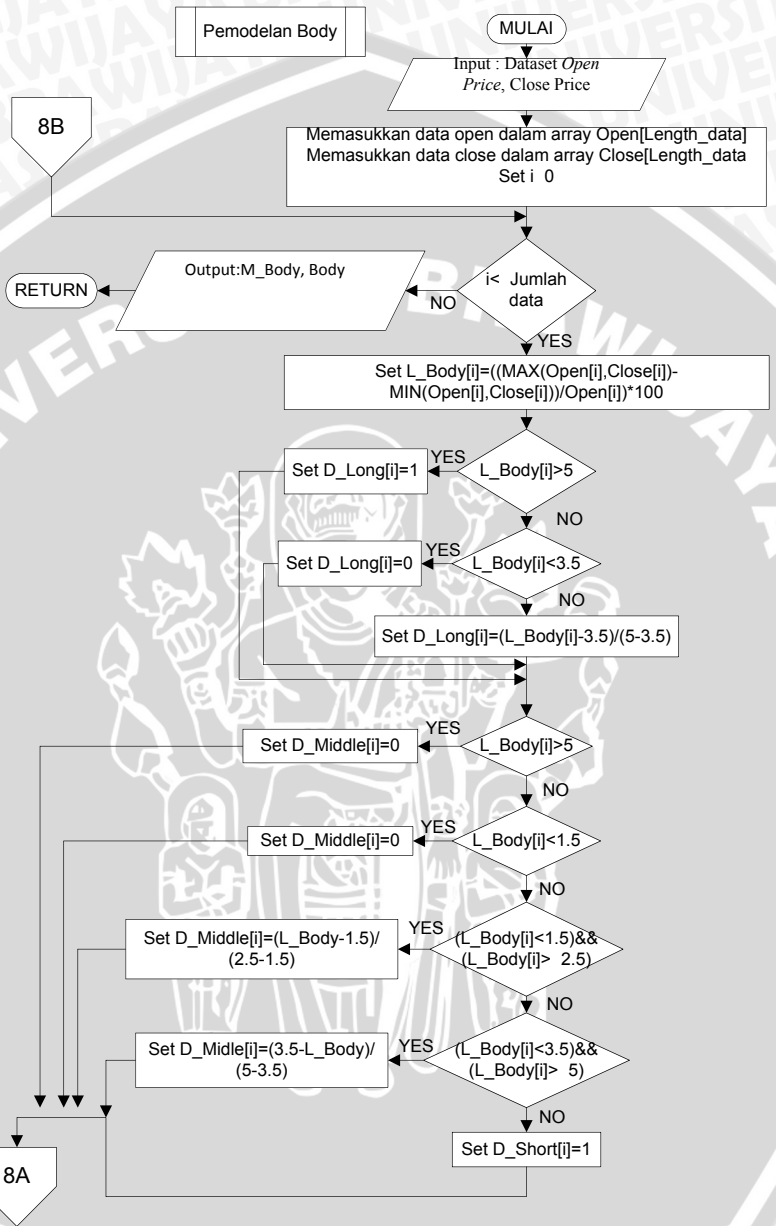 Pemodelan Body
MULAI
Input : Dataset Open
Price, Close Price
8B
Memasukkan data open dalam array Open[Length_data]
Memasukkan data close dalam array Close[Length_data
Set i 0
i< Jumlah
data
NO
Output:M_Body, Body
RETURN
YES
Set L_Body[i]=((MAX(Open[i],Close[i])-
MIN(Open[i],Close[i]))/Open[i])*100
L_Body[i]>5
YES
Set D_Long[i]=1
NO
L_Body[i]<3.5
YES
Set D_Long[i]=0
NO
Set D_Long[i]=(L_Body[i]-3.5)/(5-3.5)
L_Body[i]>5
YES
Set D_Middle[i]=0
NO
L_Body[i]<1.5
YES
Set D_Middle[i]=0
NO
(L_Body[i]<1.5)&&
(L_Body[i]> 2.5)
YES
Set D_Middle[i]=(L_Body-1.5)/
(2.5-1.5)
NO
(L_Body[i]<3.5)&&
(L_Body[i]> 5)
YES
Set D_Midle[i]=(3.5-L_Body)/
(5-3.5)
NO
Set D_Short[i]=1
8A